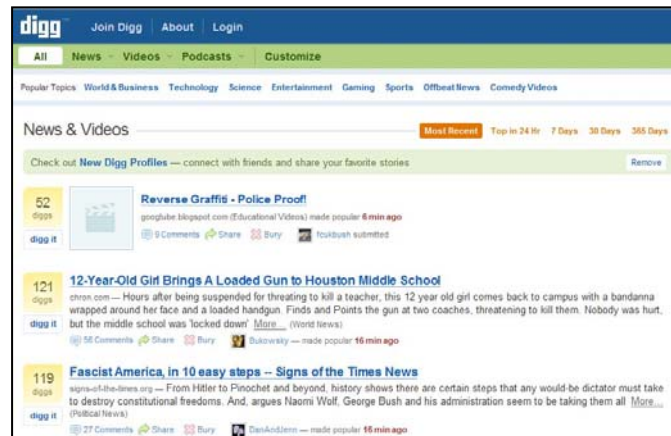 digg Join Digg About Login
All News Videos Podcasts Customize
Popular Topics World & Business Technology Science Entertainment Gaming Sports Offbeat News Comedy Videos
News & Videos Most Recent Top in 24 Hr 7 Days 30 Days 365 Days
Check out New Digg Profiles — connect with friends and share your favorite stories Remove
52
diggs
digg it
Reverse Graffiti - Police Proof!
googlube.blogspot.com (Educational Videos) made popular 6 min ago
9 Comments Share Bury fcukbush submitted
121
diggs
digg it
12-Year-Old Girl Brings A Loaded Gun to Houston Middle School
chron.com — Hours after being suspended for threating to kill a teacher, this 12 year old girl comes back to campus with a bandanna
wrapped around her face and a loaded handgun. Finds and Points the gun at two coaches, threatening to kill them. Nobody was hurt,
but the middle school was 'locked down' More... (World News)
56 Comments Share Bury Bukowsky — made popular 16 min ago
119
diggs
digg it
Fascist America, in 10 easy steps -- Signs of the Times News
signs-of-the-times.org — From Hitler to Pinochet and beyond, history shows there are certain steps that any would-be dictator must take
to destroy constitutional freedoms. And, argues Naomi Wolf, George Bush and his administration seem to be taking them all More...
(Political News)
27 Comments Share Bury DanAndJenn — made popular 16 min ago